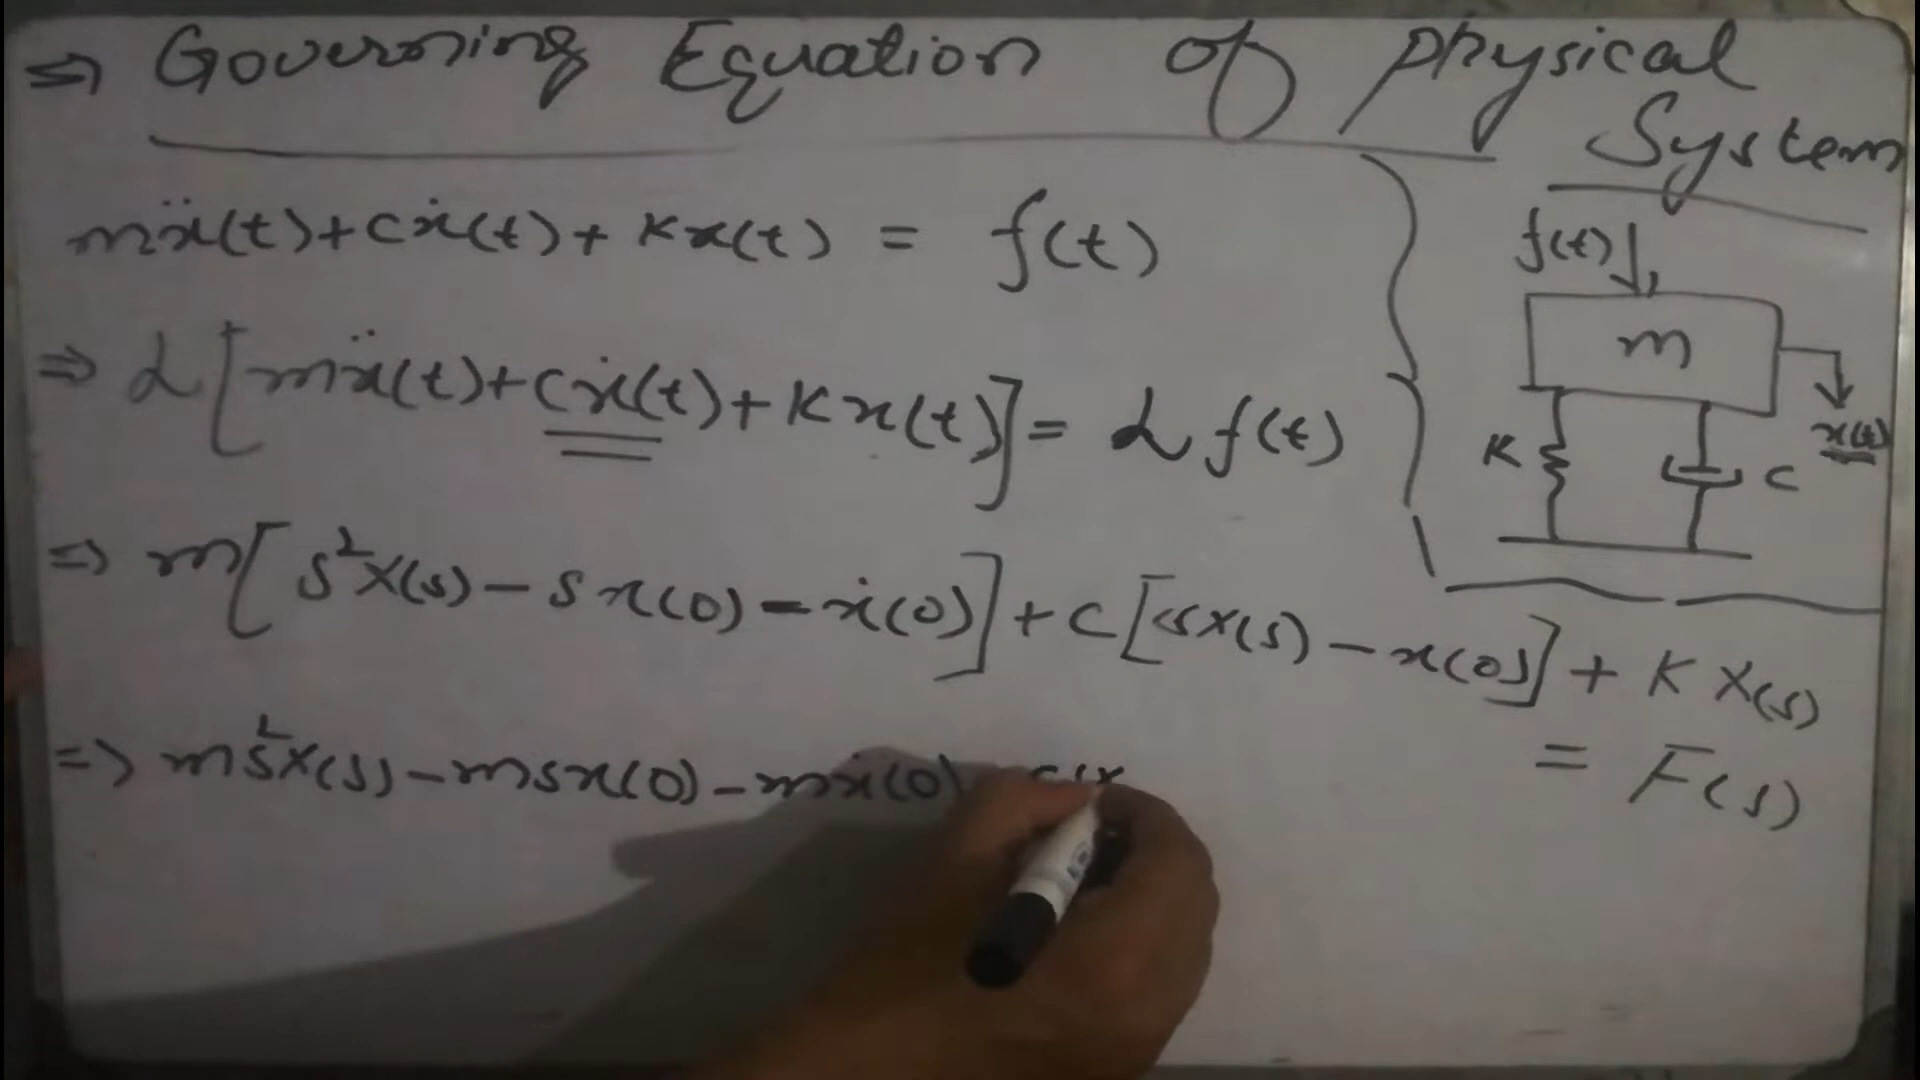 ⇒ Governing Equation of physical
System
mẍ(t)+cẋ(t)+Kx(t) = f(t)
⇒ L[mẍ(t)+cẋ(t)+Kx(t)] = L f(t)
⇒ m[s²X(s)-sx(0)-ẋ(0)]+C[sX(s)-x(0)]+K X(s)
= F(s)
⇒ ms²X(s)-msx(0)-mẋ(0)
f(t)
m
x(t)
K
C